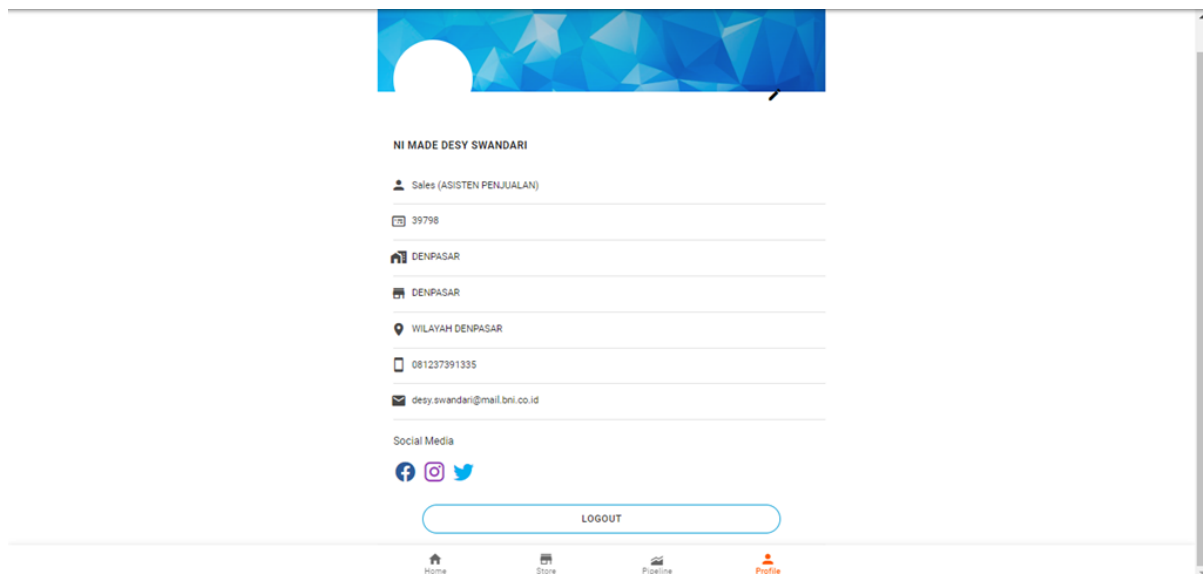 NI MADE DESY SWANDARI
Sales (ASISTEN PENJUALAN)
39798
DENPASAR
DENPASAR
WILAYAH DENPASAR
081237391335
desy.swandari@mail.bni.co.id
Social Media
LOGOUT
Home Store Pipeline Profile